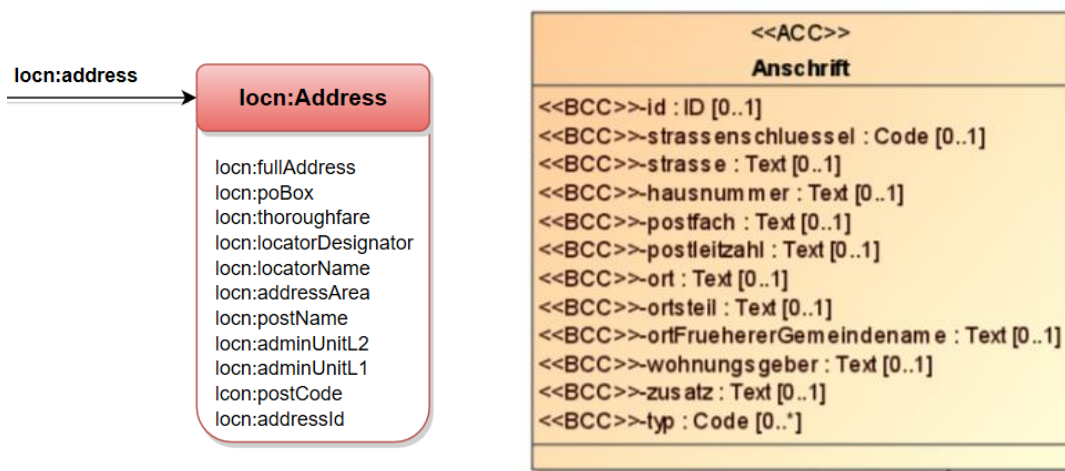 locn:address
locn:Address
locn:fullAddress
locn:poBox
locn:thoroughfare
locn:locatorDesignator
locn:locatorName
locn:addressArea
locn:postName
locn:adminUnitL2
locn:adminUnitL1
lcon:postCode
locn:addressId
<<ACC>>
Anschrift
<<BCC>>-id : ID [0..1]
<<BCC>>-strassenschluessel : Code [0..1]
<<BCC>>-strasse : Text [0..1]
<<BCC>>-hausnummer : Text [0..1]
<<BCC>>-postfach : Text [0..1]
<<BCC>>-postleitzahl : Text [0..1]
<<BCC>>-ort : Text [0..1]
<<BCC>>-ortsteil : Text [0..1]
<<BCC>>-ortFruehererGemeindename : Text [0..1]
<<BCC>>-wohnungsgeber : Text [0..1]
<<BCC>>-zusatz : Text [0..1]
<<BCC>>-typ : Code [0..*]